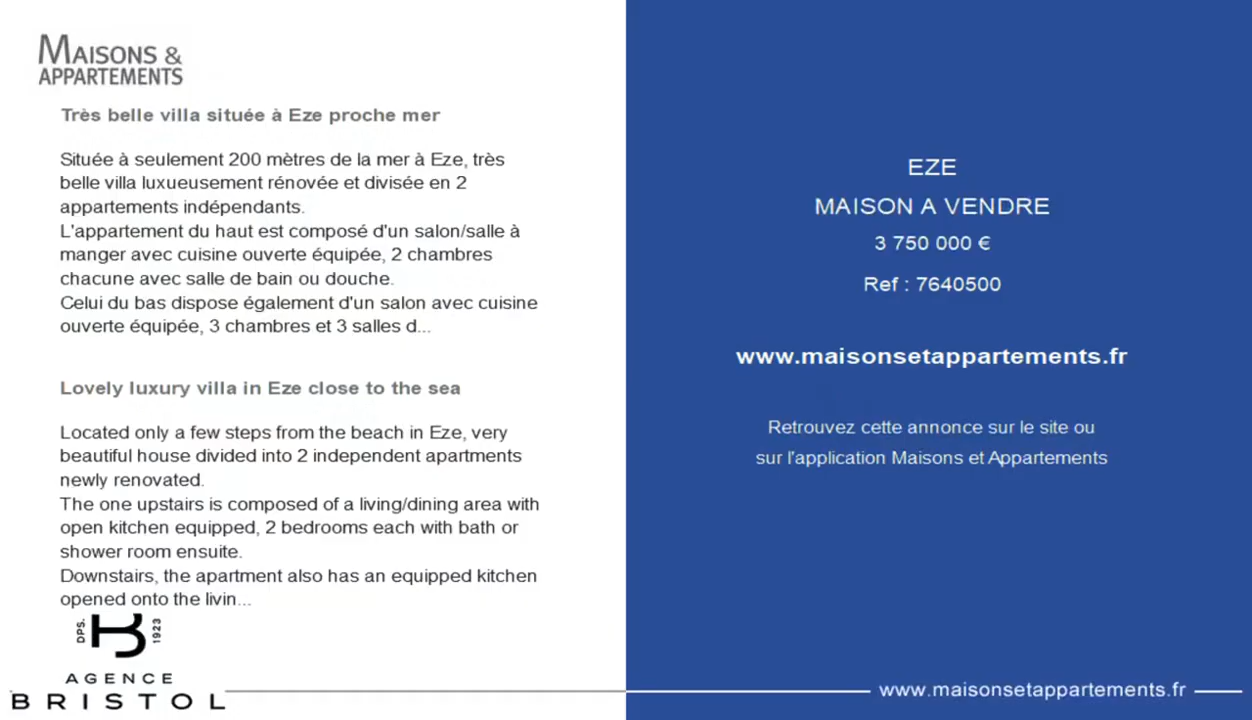 MAISONS &
APPARTEMENTS
Très belle villa située à Eze proche mer
Située à seulement 200 mètres de la mer à Eze, très
belle villa luxueusement rénovée et divisée en 2
appartements indépendants.
L'appartement du haut est composé d'un salon/salle à
manger avec cuisine ouverte équipée, 2 chambres
chacune avec salle de bain ou douche.
Celui du bas dispose également d'un salon avec cuisine
ouverte équipée, 3 chambres et 3 salles d...
Lovely luxury villa in Eze close to the sea
Located only a few steps from the beach in Eze, very
beautiful house divided into 2 independent apartments
newly renovated.
The one upstairs is composed of a living/dining area with
open kitchen equipped, 2 bedrooms each with bath or
shower room ensuite.
Downstairs, the apartment also has an equipped kitchen
opened onto the livin...
DPS. B 1923
AGENCE
BRISTOL
EZE
MAISON A VENDRE
3 750 000 €
Ref : 7640500
www.maisonsetappartements.fr
Retrouvez cette annonce sur le site ou
sur l'application Maisons et Appartements
www.maisonsetappartements.fr